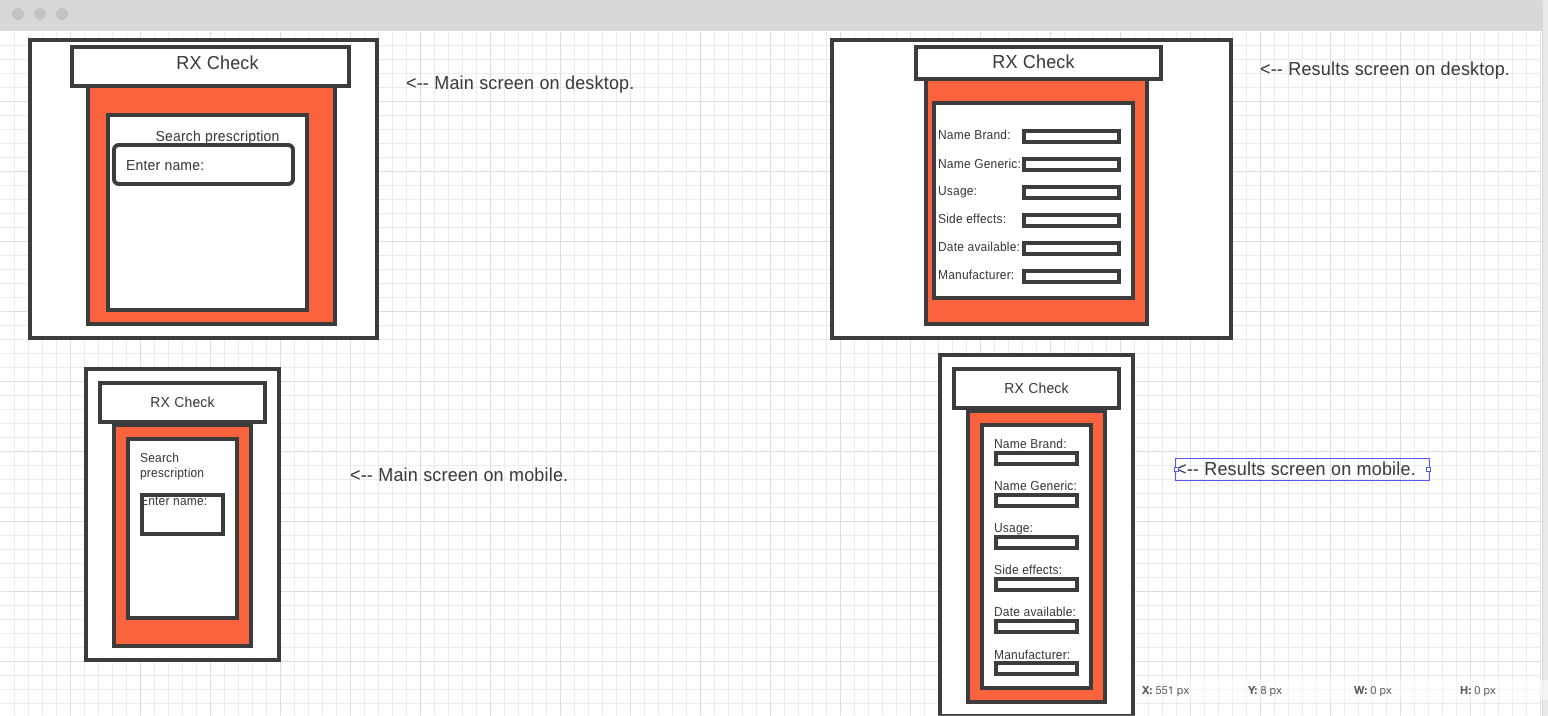 RX Check
<-- Main screen on desktop.
Search prescription
Enter name:
RX Check
<-- Results screen on desktop.
Name Brand:
Name Generic:
Usage:
Side effects:
Date available:
Manufacturer:
RX Check
Search
prescription
Enter name:
<-- Main screen on mobile.
RX Check
Name Brand:
Name Generic:
Usage:
Side effects:
Date available:
Manufacturer:
<-- Results screen on mobile.
X: 551 px Y: 8 px W: 0 px H: 0 px